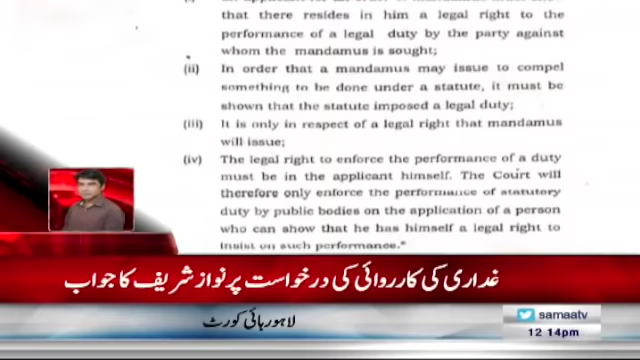 that there resides in him a legal right to the
performance of a legal duty by the party against
whom the mandamus is sought;
(ii) In order that a mandamus may issue to compel
something to be done under a statute, it must be
shown that the statute imposed a legal duty;
(iii) It is only in respect of a legal right that mandamus
will issue;
(iv) The legal right to enforce the performance of a duty
must be in the applicant himself. The Court will
therefore only enforce the performance of statutory
duty by public bodies on the application of a person
who can show that he has himself a legal right to
insist on such performance."
غداری کی کارروائی کی درخواست پر نواز شریف کا جواب
لاہور ہائی کورٹ
samaatv
12:14pm